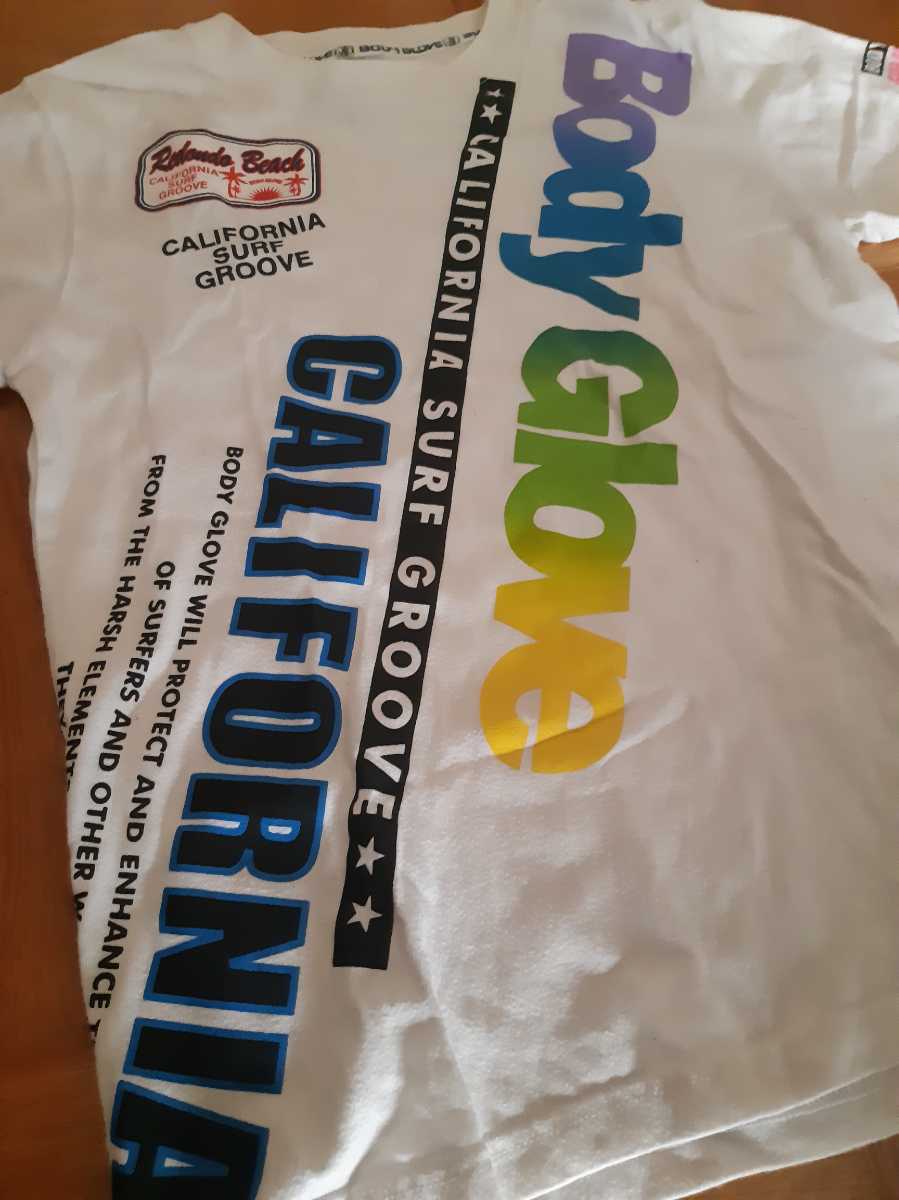 BODY GLOVE
Redondo Beach
CALIFORNIA
SURF
GROOVE
CALIFORNIA
SURF
GROOVE
Body Glove
CALIFORNIA SURF GROOVE
CALIFORNIA
BODY GLOVE WILL PROTECT AND ENHANCE
OF SURFERS AND OTHER
FROM THE HARSH ELEMENTS